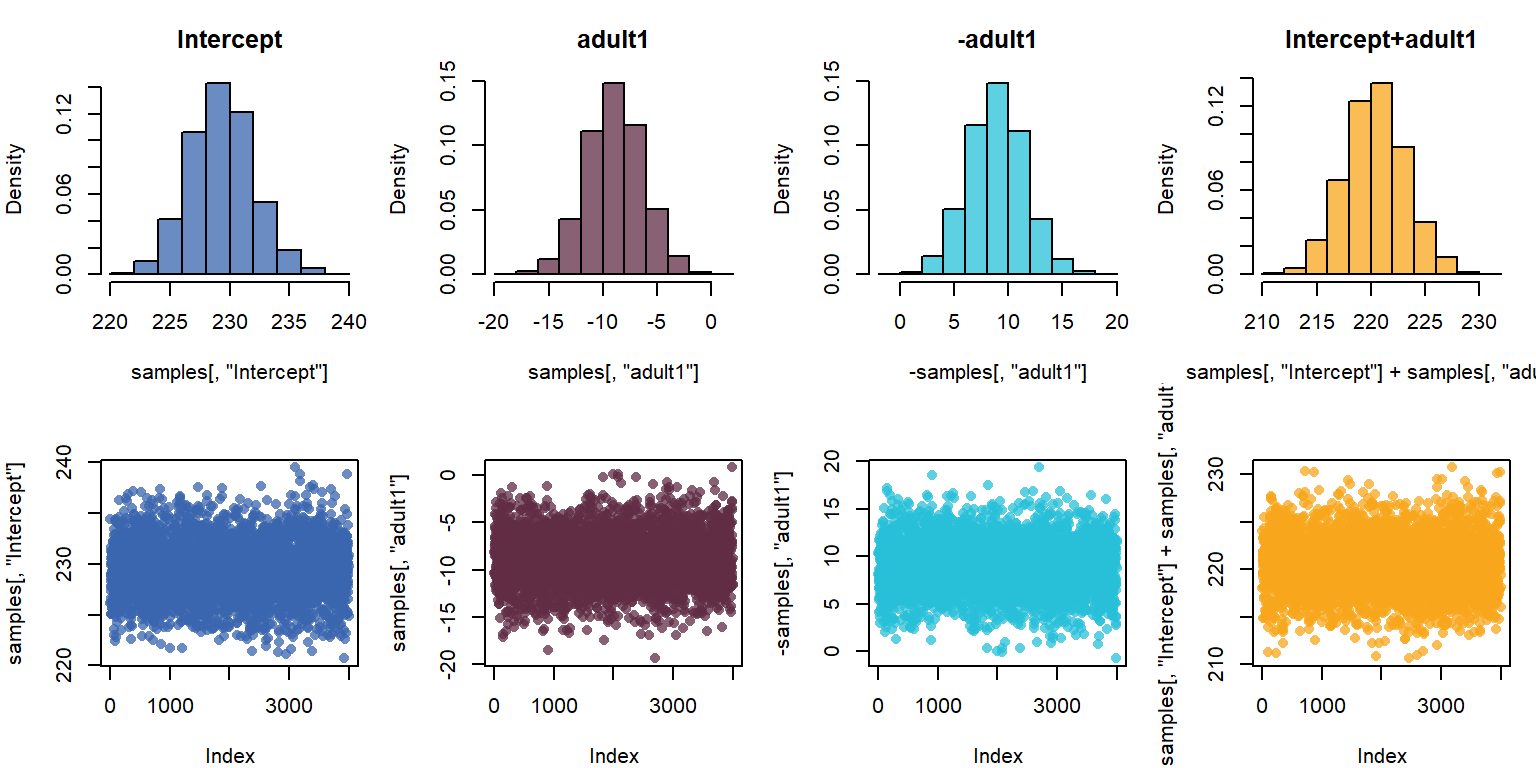 Intercept
adult1
-adult1
Intercept+adult1
Density
0.00 0.06 0.12
220 225 230 235 240
samples[, "Intercept"]
Density
0.00 0.05 0.10 0.15
-20 -15 -10 -5 0
samples[, "adult1"]
Density
0.00 0.05 0.10 0.15
0 5 10 15 20
-samples[, "adult1"]
Density
0.00 0.06 0.12
210 215 220 225 230
samples[, "Intercept"] + samples[, "adu
samples[, "Intercept"]
220 230 240
0 1000 3000
Index
samples[, "adult1"]
-20 -15 -10 -5 0
0 1000 3000
Index
-samples[, "adult1"]
0 5 10 15 20
0 1000 3000
Index
samples[, "Intercept"] + samples[, "adult
210 220 230
0 1000 3000
Index